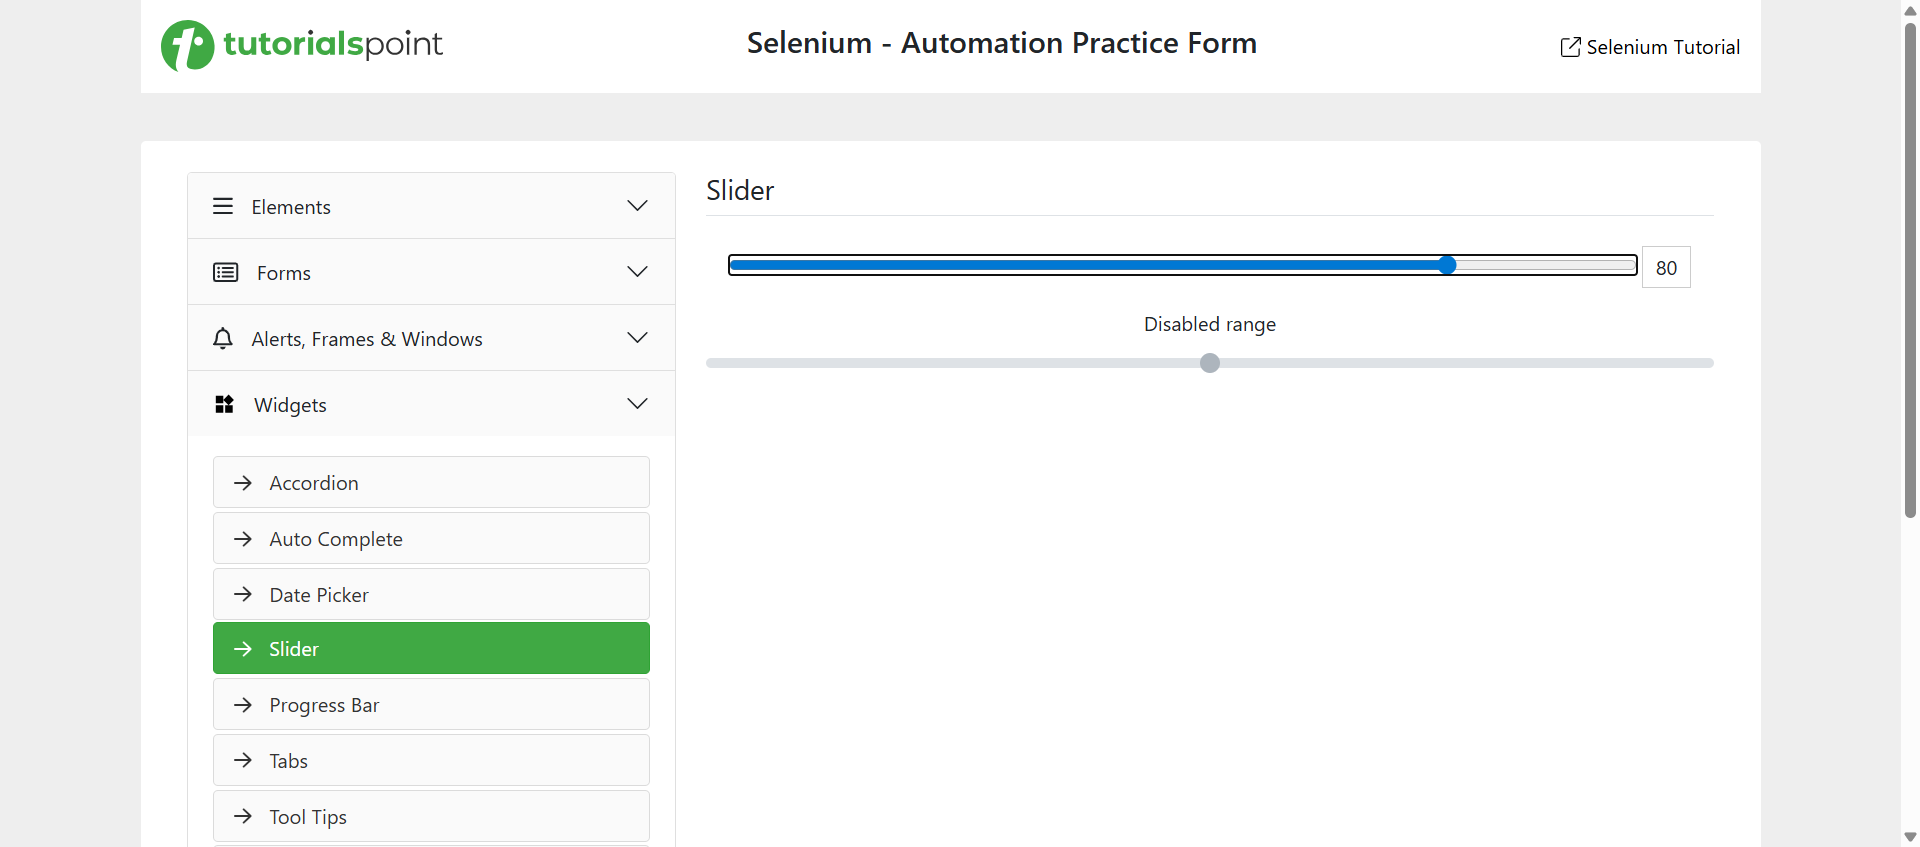 tutorialspoint
Selenium - Automation Practice Form
Selenium Tutorial
Elements
Forms
Alerts, Frames & Windows
Widgets
Accordion
Auto Complete
Date Picker
Slider
Progress Bar
Tabs
Tool Tips
Slider
80
Disabled range